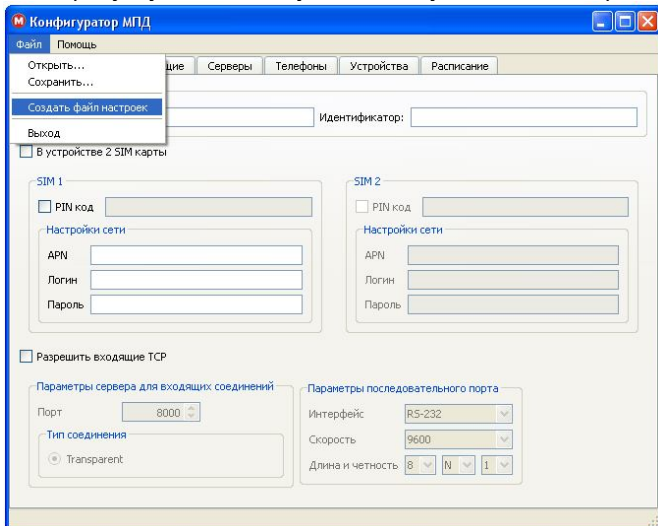 Конфигуратор МПД
Файл Помощь
Открыть...
Сохранить...
Создать файл настроек
Выход
Серверы Телефоны Устройства Расписание
Идентификатор:
В устройстве 2 SIM карты
SIM 1
PIN код
Настройки сети
APN
Логин
Пароль
SIM 2
PIN код
Настройки сети
APN
Логин
Пароль
Разрешить входящие TCP
Параметры сервера для входящих соединений
Порт 8000
Тип соединения
Transparent
Параметры последовательного порта
Интерфейс RS-232
Скорость 9600
Длина и четность 8 N 1